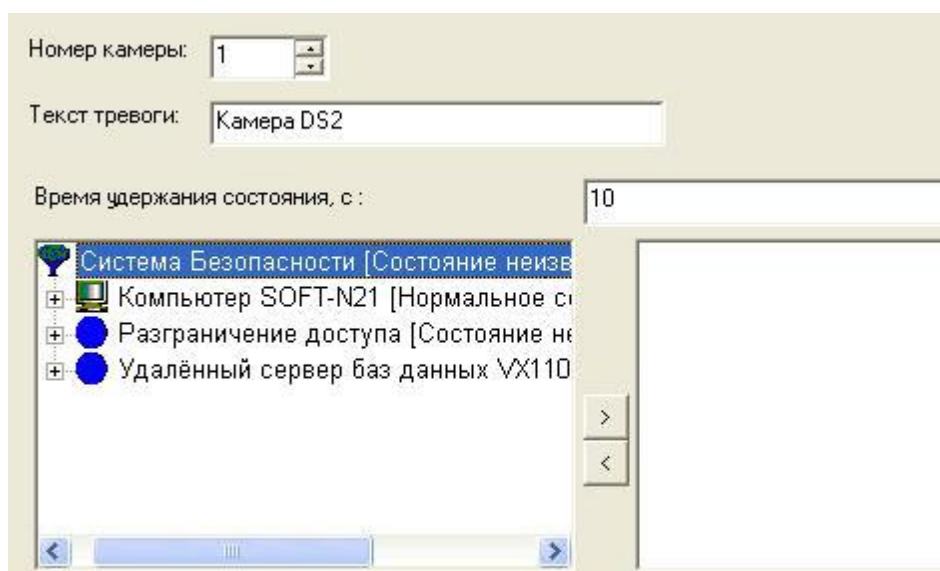 Номер камеры: 1
Текст тревоги: Камера DS2
Время удержания состояния, с : 10
Система Безопасности [Состояние неизв
Компьютер SOFT-N21 [Нормальное с
Разграничение доступа [Состояние не
Удалённый сервер баз данных VX110
>
<